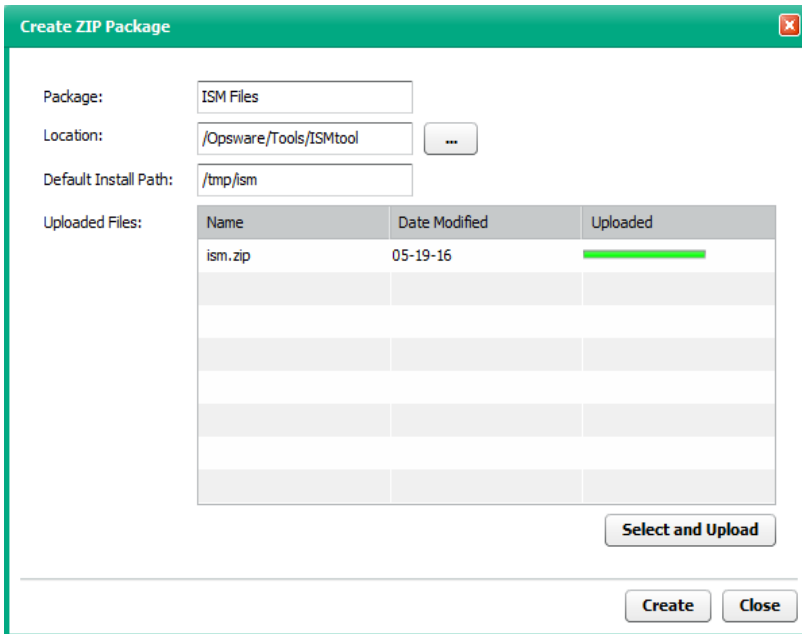 Create ZIP Package
Package: ISM Files
Location: /Opsware/Tools/ISMtool ...
Default Install Path: /tmp/ism
Uploaded Files: Name Date Modified Uploaded
ism.zip 05-19-16
Select and Upload
Create Close